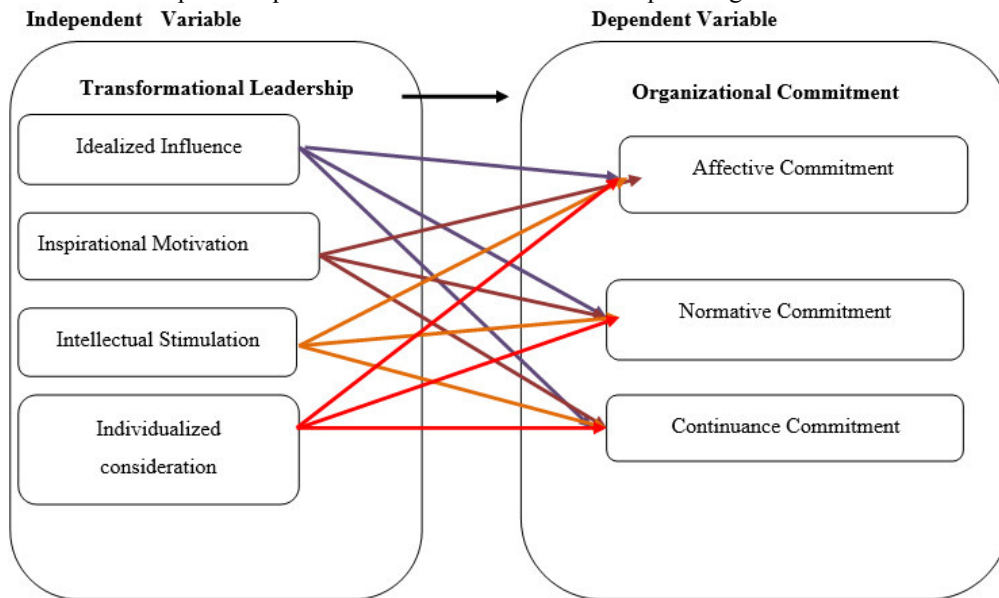 Independent Variable
Dependent Variable
Transformational Leadership
Idealized Influence
Inspirational Motivation
Intellectual Stimulation
Individualized
consideration
Organizational Commitment
Affective Commitment
Normative Commitment
Continuance Commitment